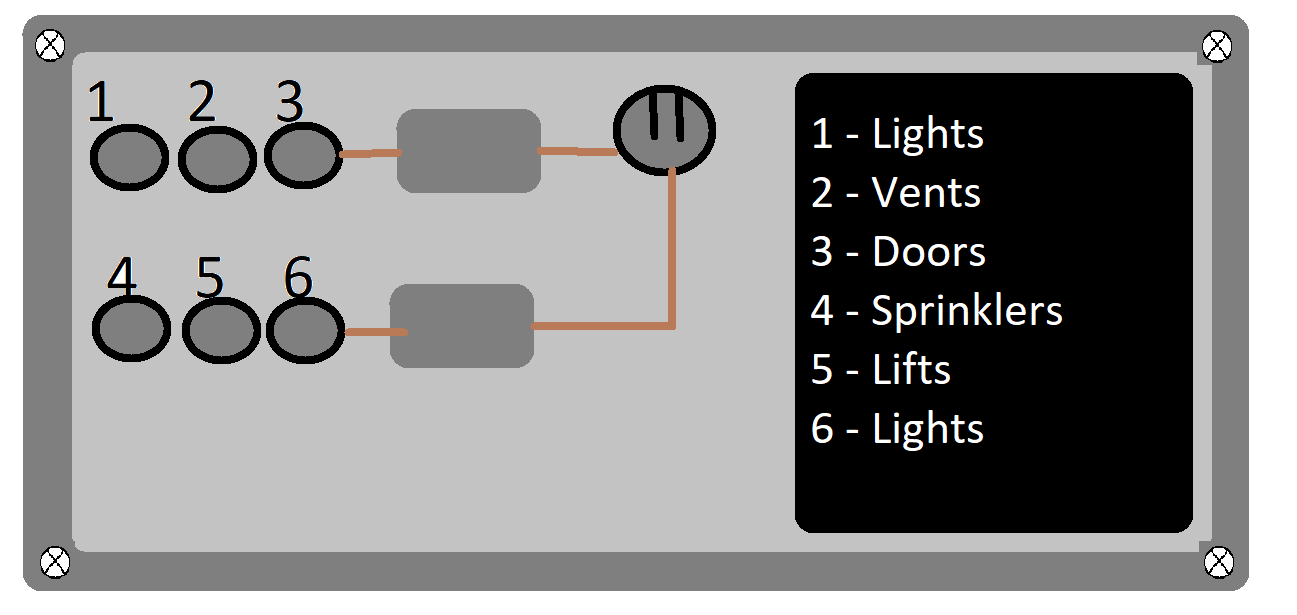 1 2 3
4 5 6
1 - Lights
2 - Vents
3 - Doors
4 - Sprinklers
5 - Lifts
6 - Lights